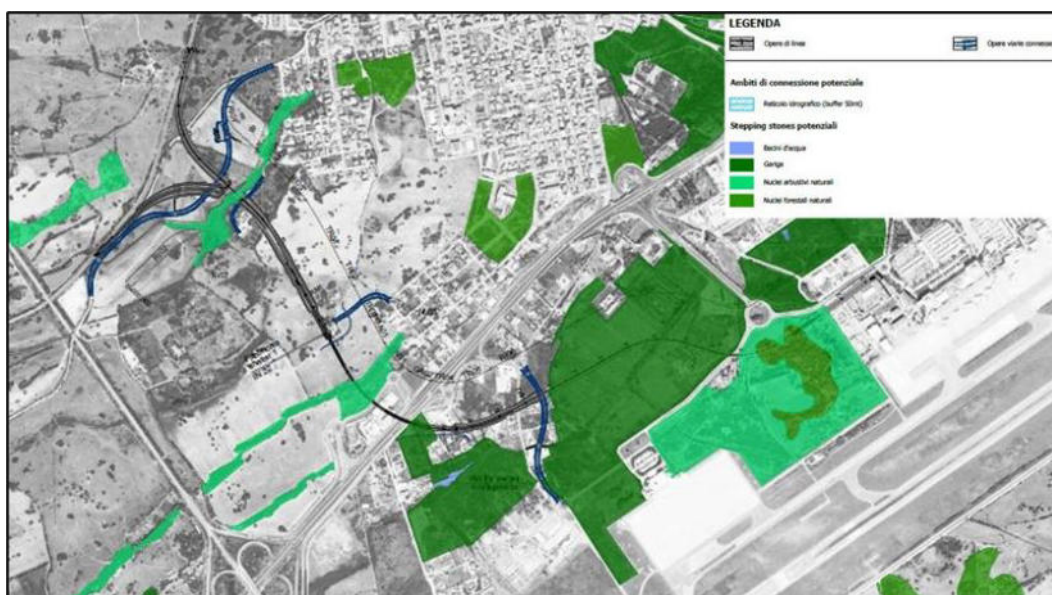 LEGENDA
Opere di linea
Opere viarie connesse
Ambiti di connessione potenziale
Reticolo idrografico (buffer 50mt)
Stepping stones potenziali
Bacini d'acqua
Gariga
Nuclei arbustivi naturali
Nuclei forestali naturali